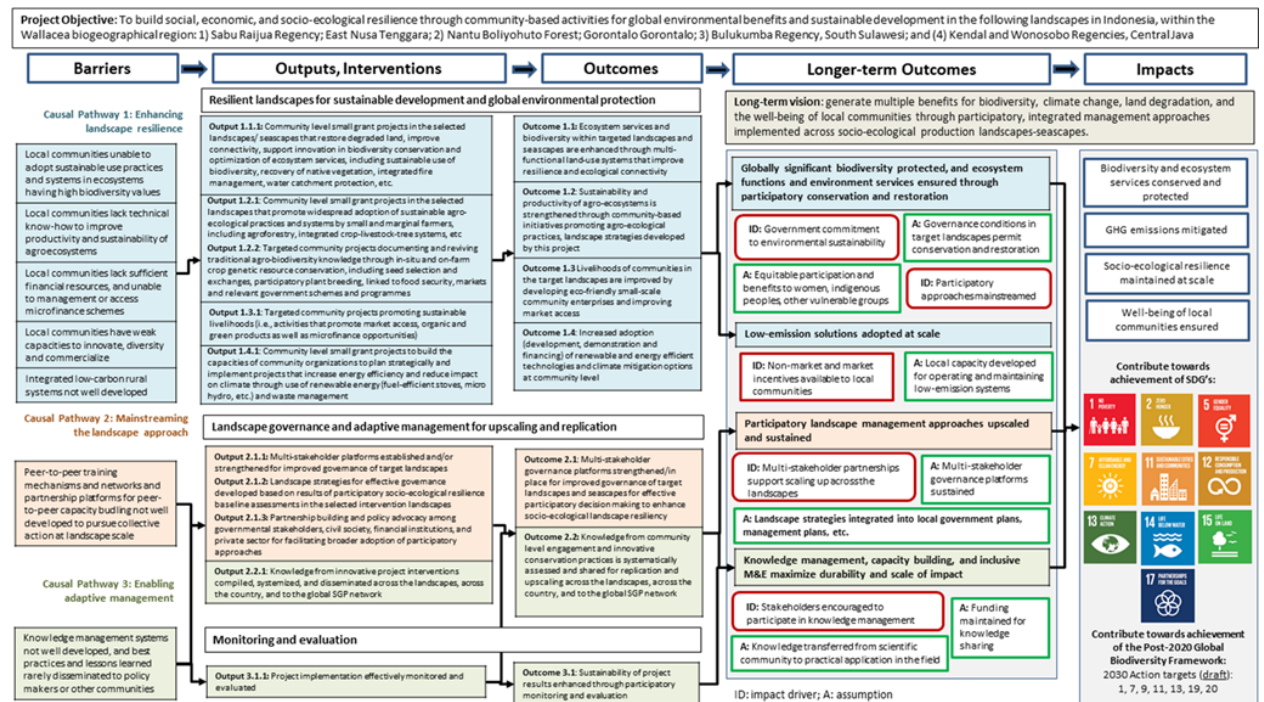 Project Objective: To build social, economic, and socio-ecological resilience through community-based activities for global environmental benefits and sustainable development in the following landscapes in Indonesia, within the
Wallacea biogeographical region: 1) Sabu Raijua Regency; East Nusa Tenggara; 2) Nantu Boliyohuto Forest; Gorontalo Gorontalo; 3) Bulukumba Regency, South Sulawesi; and (4) Kendal and Wonosobo Regencies, Central Java
Barriers
Outputs, Interventions
Outcomes
Longer-term Outcomes
Impacts
Causal Pathway 1: Enhancing
landscape resilience
Local communities unable to
adopt sustainable use practices
and systems in ecosystems
having high biodiversity values
Local communities lack technical
know-how to improve
productivity and sustainability of
agroecosystems
Local communities lack sufficient
financial resources, and unable
to management or access
microfinance schemes
Local communities have weak
capacities to innovate, diversity
and commercialize
Integrated low-carbon rural
systems not well developed
Causal Pathway 2: Mainstreaming
the landscape approach
Peer-to-peer training
mechanisms and networks and
partnership platforms for peer-
to-peer capacity budling not well
developed to pursue collective
action at landscape scale
Causal Pathway 3: Enabling
adaptive management
Knowledge management systems
not well developed, and best
practices and lessons learned
rarely disseminated to policy
makers or other communities
Resilient landscapes for sustainable development and global environmental protection
Output 1.1.1: Community level small grant projects in the selected
landscapes/ seascapes that restore degraded land, improve
connectivity, support innovation in biodiversity conservation and
optimization of ecosystem services, including sustainable use of
biodiversity, recovery of native vegetation, integrated fire
management, water catchment protection, etc.
Output 1.2.1: Community level small grant projects in the selected
landscapes that promote widespread adoption of sustainable agro-
ecological practices and systems by small and marginal farmers,
including agroforestry, integrated crop-livestock-tree systems, etc
Output 1.2.2: Targeted community projects documenting and reviving
traditional agro-biodiversity knowledge through in-situ and on-farm
crop genetic resource conservation, including seed selection and
exchanges, participatory plant breeding, linked to food security, markets
and relevant government schemes and programmes
Output 1.3.1: Targeted community projects promoting sustainable
livelihoods (i.e., activities that promote market access, organic and
green products as well as microfinance opportunities)
Output 1.4.1: Community level small grant projects to build the
capacities of community organizations to plan strategically and
implement projects that increase energy efficiency and reduce impact
on climate through use of renewable energy (fuel-efficient stoves, micro
hydro, etc.) and waste management
Outcome 1.1: Ecosystem services and
biodiversity within targeted landscapes and
seascapes are enhanced through multi-
functional land-use systems that improve
resilience and ecological connectivity
Outcome 1.2: Sustainability and
productivity of agro-ecosystems is
strengthened through community-based
initiatives promoting agro-ecological
practices, landscape strategies developed
by this project
Outcome 1.3 Livelihoods of communities in
the target landscapes are improved by
developing eco-friendly small-scale
community enterprises and improving
market access
Outcome 1.4: Increased adoption
(development, demonstration and
financing) of renewable and energy efficient
technologies and climate mitigation options
at community level
Landscape governance and adaptive management for upscaling and replication
Output 2.1.1: Multi-stakeholder platforms established and/or
strengthened for improved governance of target landscapes
Output 2.1.2: Landscape strategies for effective governance
developed based on results of participatory socio-ecological resilience
baseline assessments in the selected intervention landscapes
Output 2.1.3: Partnership building and policy advocacy among
governmental stakeholders, civil society, financial institutions, and
private sector for facilitating broader adoption of participatory
approaches
Output 2.2.1: Knowledge from innovative project interventions
compiled, systemized, and disseminated across the landscapes, across
the country, and to the global SGP network
Outcome 2.1: Multi-stakeholder
governance platforms strengthened/in
place for improved governance of target
landscapes and seascapes for effective
participatory decision making to enhance
socio-ecological landscape resiliency
Outcome 2.2: Knowledge from community
level engagement and innovative
conservation practices is systematically
assessed and shared for replication and
upscaling across the landscapes, across the
country, and to the global SGP network
Monitoring and evaluation
Output 3.1.1: Project implementation effectively monitored and
evaluated
Outcome 3.1: Sustainability of project
results enhanced through participatory
monitoring and evaluation
Long-term vision: generate multiple benefits for biodiversity, climate change, land degradation, and
the well-being of local communities through participatory, integrated management approaches
implemented across socio-ecological production landscapes-seascapes.
Globally significant biodiversity protected, and ecosystem
functions and environment services ensured through
participatory conservation and restoration
ID: Government commitment
to environmental sustainability
A: Governance conditions in
target landscapes permit
conservation and restoration
A: Equitable participation and
benefits to women, indigenous
peoples, other vulnerable groups
ID: Participatory
approaches mainstreamed
Low-emission solutions adopted at scale
ID: Non-market and market
incentives available to local
communities
A: Local capacity developed
for operating and maintaining
low-emission systems
Participatory landscape management approaches upscaled
and sustained
ID: Multi-stakeholder partnerships
support scaling up across the
landscapes
A: Multi-stakeholder
governance platforms
sustained
A: Landscape strategies integrated into local government plans,
management plans, etc.
Knowledge management, capacity building, and inclusive
M&E maximize durability and scale of impact
ID: Stakeholders encouraged to
participate in knowledge management
A: Funding
maintained for
knowledge
sharing
A: Knowledge transferred from scientific
community to practical application in the field
ID: impact driver; A: assumption
Biodiversity and ecosystem
services conserved and
protected
GHG emissions mitigated
Socio-ecological resilience
maintained at scale
Well-being of local
communities ensured
Contribute towards
achievement of SDG's:
1 NO
POVERTY
2 ZERO
HUNGER
5 GENDER
EQUALITY
7 AFFORDABLE AND
CLEAN ENERGY
11 SUSTAINABLE CITIES
AND COMMUNITIES
12 RESPONSIBLE
CONSUMPTION
AND PRODUCTION
13 CLIMATE
ACTION
14 LIFE
BELOW WATER
15 LIFE
ON LAND
17 PARTNERSHIPS
FOR THE GOALS
Contribute towards achievement
of the Post-2020 Global
Biodiversity Framework:
2030 Action targets (draft):
1, 7, 9, 11, 13, 19, 20